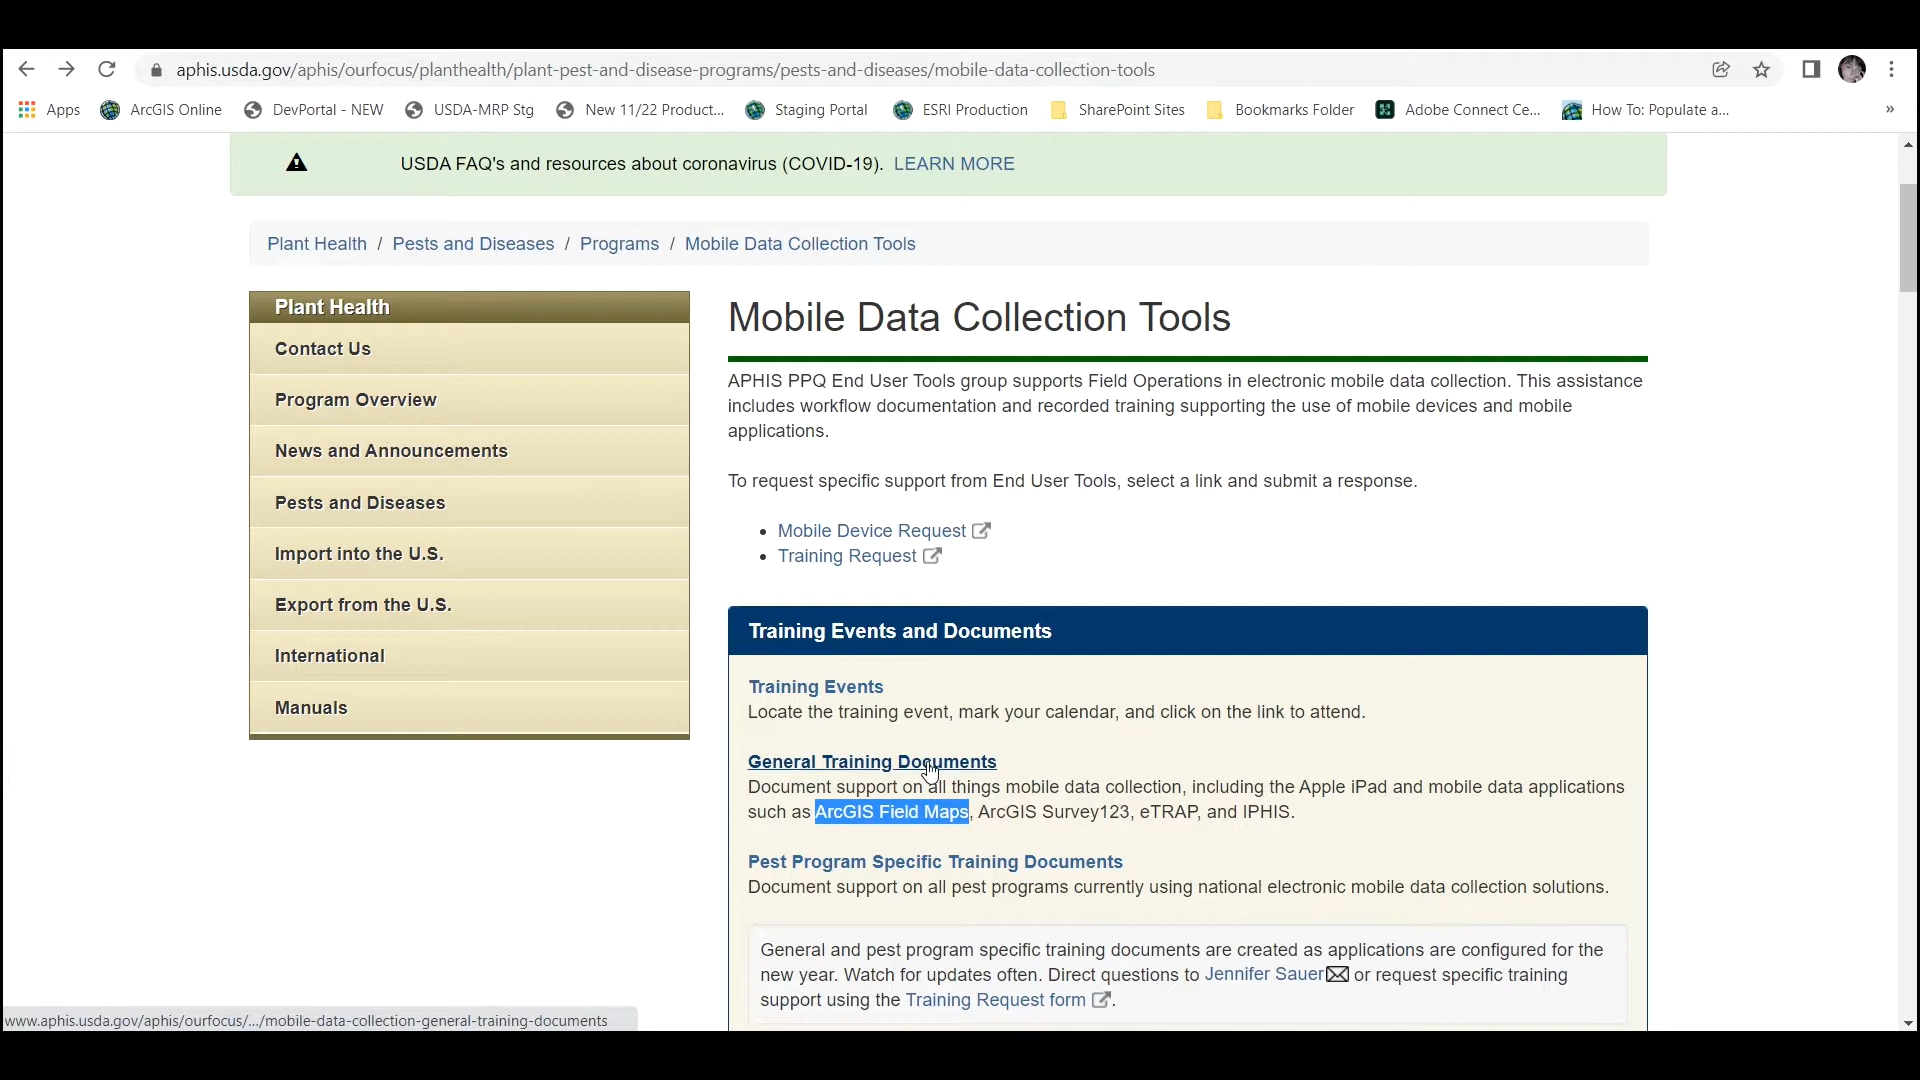 aphis.usda.gov/aphis/ourfocus/planthealth/plant-pest-and-disease-programs/pests-and-diseases/mobile-data-collection-tools
Apps ArcGIS Online DevPortal - NEW USDA-MRP Stg New 11/22 Product... Staging Portal ESRI Production SharePoint Sites Bookmarks Folder Adobe Connect Ce... How To: Populate a... »
USDA FAQ's and resources about coronavirus (COVID-19). LEARN MORE
Plant Health / Pests and Diseases / Programs / Mobile Data Collection Tools
Plant Health
Contact Us
Program Overview
News and Announcements
Pests and Diseases
Import into the U.S.
Export from the U.S.
International
Manuals
Mobile Data Collection Tools
APHIS PPQ End User Tools group supports Field Operations in electronic mobile data collection. This assistance
includes workflow documentation and recorded training supporting the use of mobile devices and mobile
applications.
To request specific support from End User Tools, select a link and submit a response.
• Mobile Device Request
• Training Request
Training Events and Documents
Training Events
Locate the training event, mark your calendar, and click on the link to attend.
General Training Documents
Document support on all things mobile data collection, including the Apple iPad and mobile data applications
such as ArcGIS Field Maps, ArcGIS Survey123, eTRAP, and IPHIS.
Pest Program Specific Training Documents
Document support on all pest programs currently using national electronic mobile data collection solutions.
General and pest program specific training documents are created as applications are configured for the
new year. Watch for updates often. Direct questions to Jennifer Sauer or request specific training
support using the Training Request form .
www.aphis.usda.gov/aphis/ourfocus/.../mobile-data-collection-general-training-documents